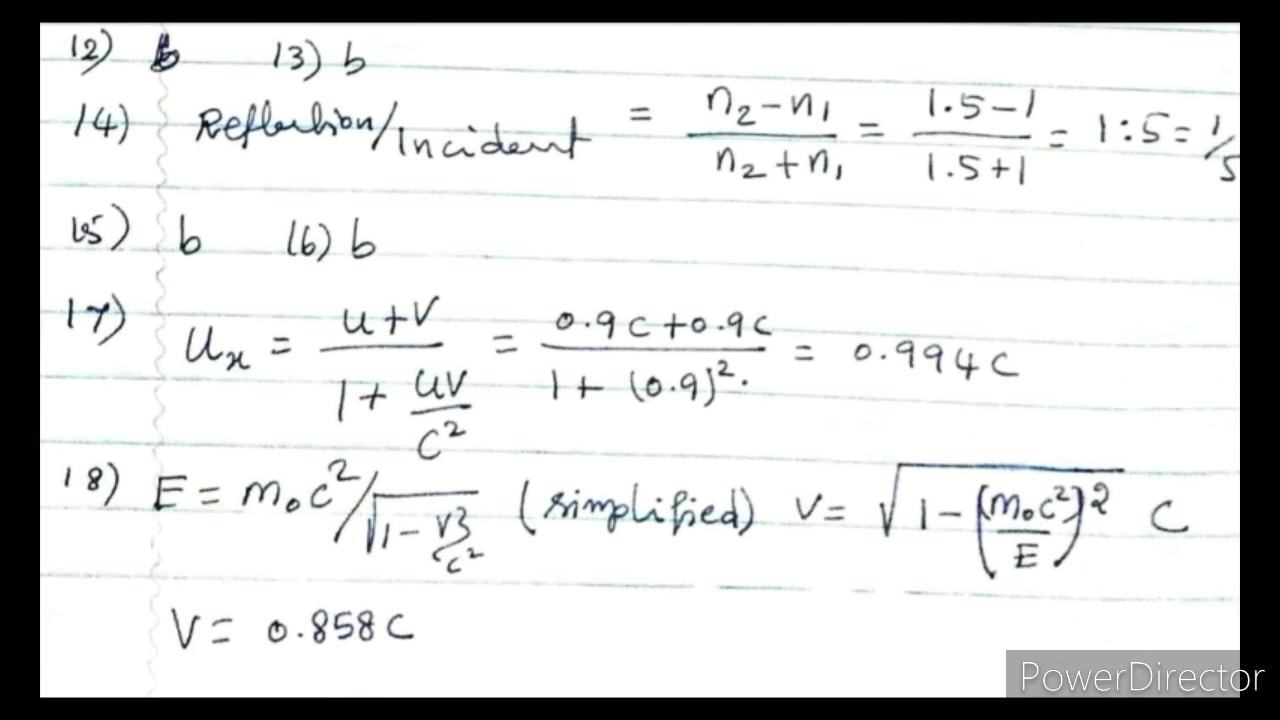 12) b 13) b
14) Reflection/Incident = n₂-n₁/n₂+n₁ = 1.5-1/1.5+1 = 1:5 = 1/5
15) b 16) b
17) Uₓ = u+v/1+uv/c² = 0.9c+0.9c/1+(0.9)². = 0.994c
18) E = m₀c²/√1-v²/c² (simplified) v= √1-(m₀c²/E)² c
V= 0.858c
PowerDirector